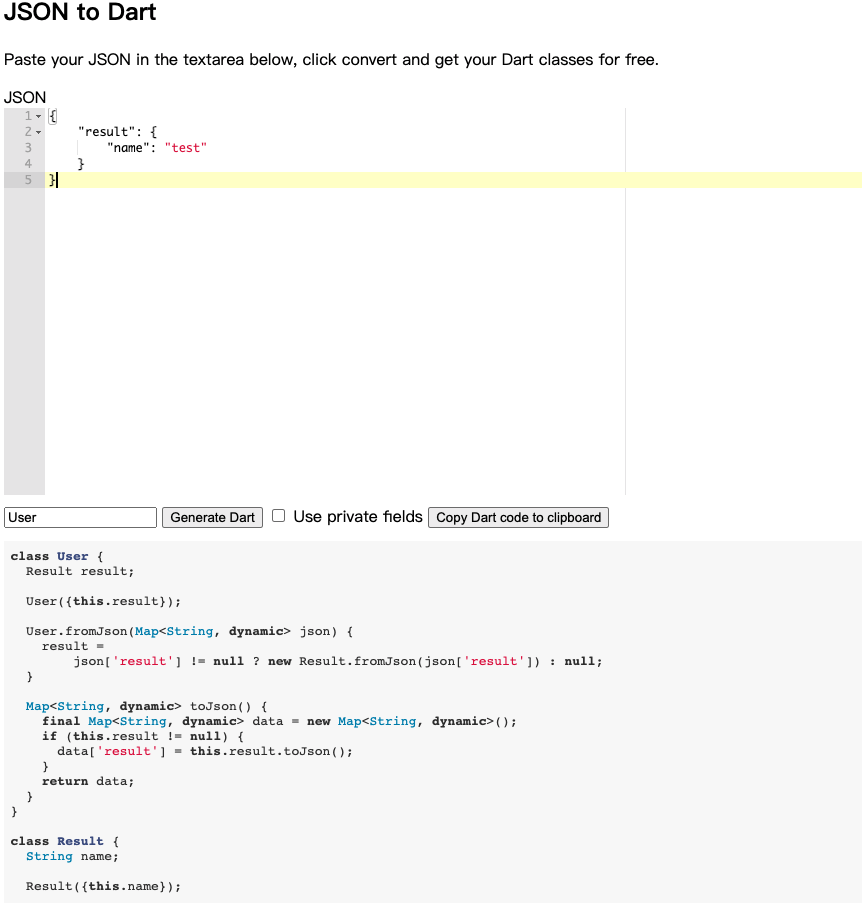 JSON to Dart
Paste your JSON in the textarea below, click convert and get your Dart classes for free.
JSON
1 {
2     "result": {
3         "name": "test"
4     }
5 }
User Generate Dart Use private fields Copy Dart code to clipboard
class User {
  Result result;
  User({this.result});
  User.fromJson(Map<String, dynamic> json) {
    result =
        json['result'] != null ? new Result.fromJson(json['result']) : null;
  }
  Map<String, dynamic> toJson() {
    final Map<String, dynamic> data = new Map<String, dynamic>();
    if (this.result != null) {
      data['result'] = this.result.toJson();
    }
    return data;
  }
}
class Result {
  String name;
  Result({this.name});